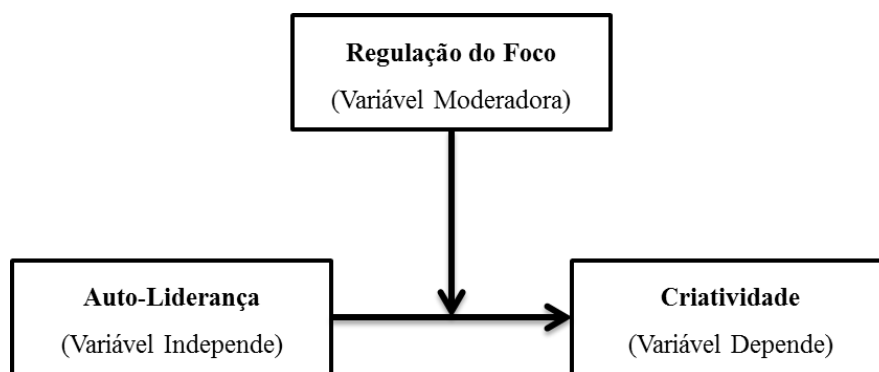 Regulação do Foco
(Variável Moderadora)
Auto-Liderança
(Variável Independe)
Criatividade
(Variável Depende)